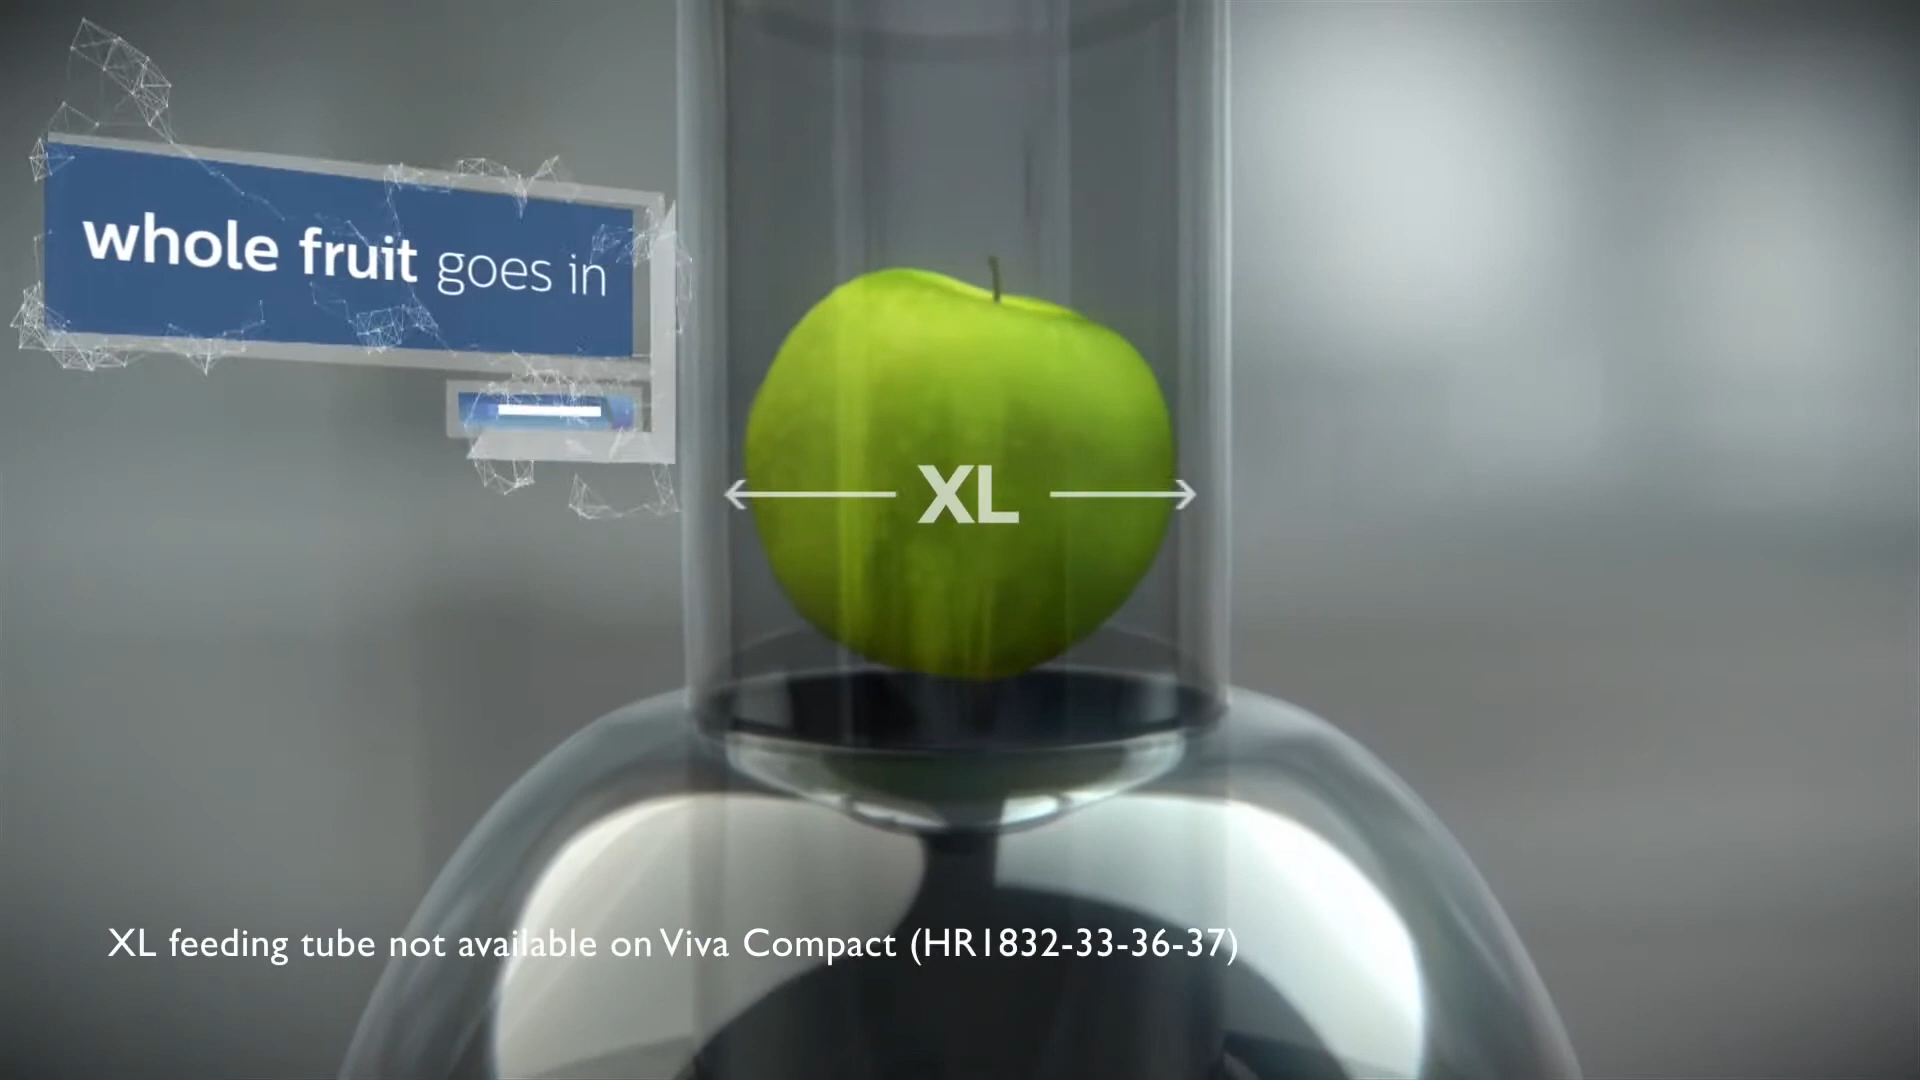 whole fruit goes in
XL
XL feeding tube not available on Viva Compact (HR1832-33-36-37)